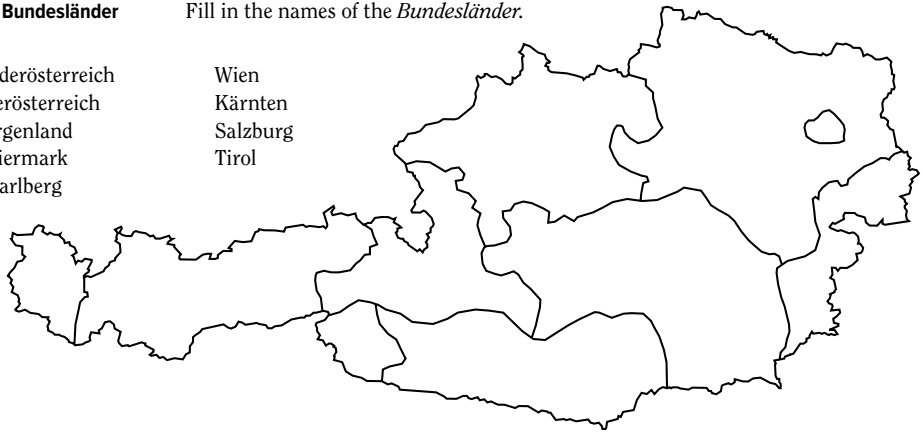 Bundesländer Fill in the names of the Bundesländer.
derösterreich
erösterreich
rgenland
iermark
arlberg
Wien
Kärnten
Salzburg
Tirol